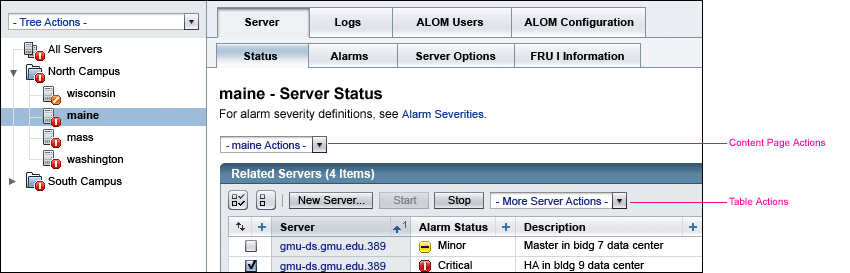 - Tree Actions -
All Servers
North Campus
wisconsin
maine
mass
washington
South Campus
Server
Logs
ALOM Users
ALOM Configuration
Status
Alarms
Server Options
FRU I Information
maine - Server Status
For alarm severity definitions, see Alarm Severities.
- maine Actions -
Content Page Actions
Related Servers (4 Items)
New Server...
Start
Stop
- More Server Actions -
Table Actions
Server
1
Alarm Status
Description
gmu-ds.gmu.edu.389
Minor
Master in bidg 7 data center
gmu-ds.gmu.edu.389
Critical
HA in bldg 9 data center